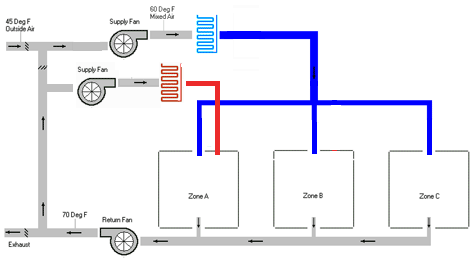 45 Deg F
Outside Air
Supply Fan
60 Deg F
Mixed Air
Supply Fan
Zone A
Zone B
Zone C
70 Deg F
Return Fan
Exhaust